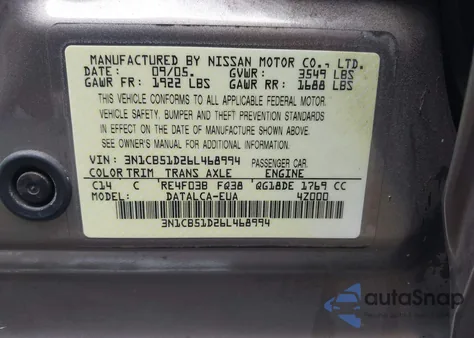 MANUFACTURED BY NISSAN MOTOR CO., LTD.
DATE: 09/05. GVWR: 3549 LBS
GAWR FR: 1922 LBS GAWR RR: 1688 LBS
THIS VEHICLE CONFORMS TO ALL APPLICABLE FEDERAL MOTOR
VEHICLE SAFETY, BUMPER, AND THEFT PREVENTION STANDARDS
IN EFFECT ON THE DATE OF MANUFACTURE SHOWN ABOVE.
SEE OWNER'S MANUAL FOR ADDITIONAL INFORMATION.
VIN: 3N1CB51D26L468994 PASSENGER CAR.
COLOR TRIM TRANS AXLE ENGINE
C14 C RE4F03B FQ38 QG18DE 1769 CC
MODEL: DATALCA-EUA 4Z000
3N1CB51D26L468994
autoSnap